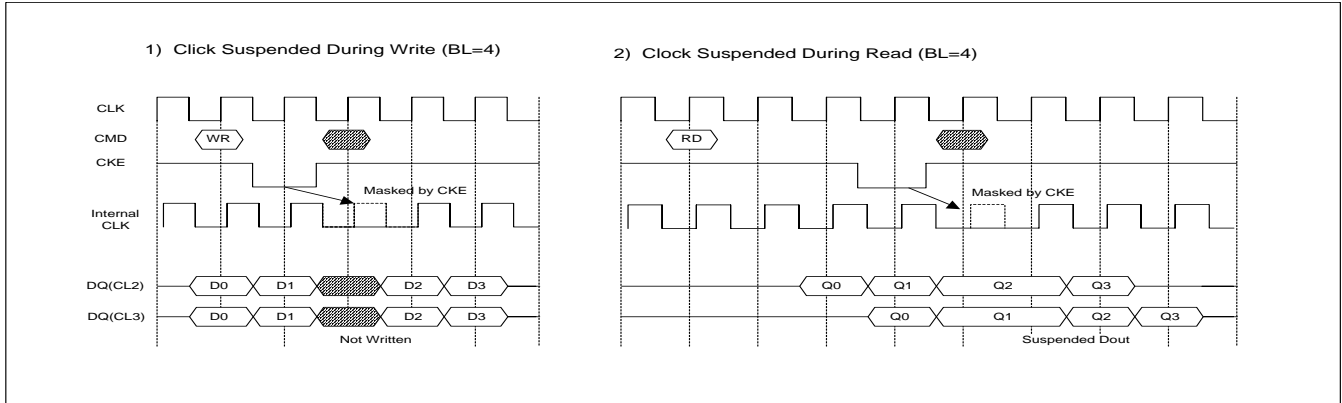 1) Click Suspended During Write (BL=4)
2) Clock Suspended During Read (BL=4)
CLK
CMD
WR
RD
CKE
Masked by CKE
Masked by CKE
Internal
CLK
DQ(CL2)
D0
D1
D2
D3
Q0
Q1
Q2
Q3
DQ(CL3)
D0
D1
D2
D3
Q0
Q1
Q2
Q3
Not Written
Suspended Dout